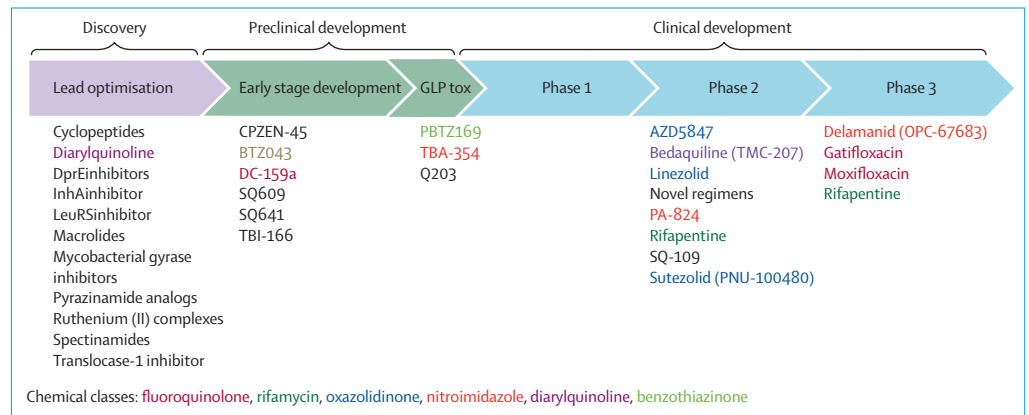 Discovery
Preclinical development
Clinical development
Lead optimisation
Early stage development
GLP tox
Phase 1
Phase 2
Phase 3
Cyclopeptides
Diarylquinoline
DprEinhibitors
InhAinhibitor
LeuRSinhibitor
Macrolides
Mycobacterial gyrase
inhibitors
Pyrazinamide analogs
Ruthenium (II) complexes
Spectinamides
Translocase-1 inhibitor
CPZEN-45
BTZ043
DC-159a
SQ609
SQ641
TBI-166
PBTZ169
TBA-354
Q203
AZD5847
Bedaquiline (TMC-207)
Linezolid
Novel regimens
PA-824
Rifapentine
SQ-109
Sutezolid (PNU-100480)
Delamanid (OPC-67683)
Gatifloxacin
Moxifloxacin
Rifapentine
Chemical classes: fluoroquinolone, rifamycin, oxazolidinone, nitroimidazole, diarylquinoline, benzothiazinone